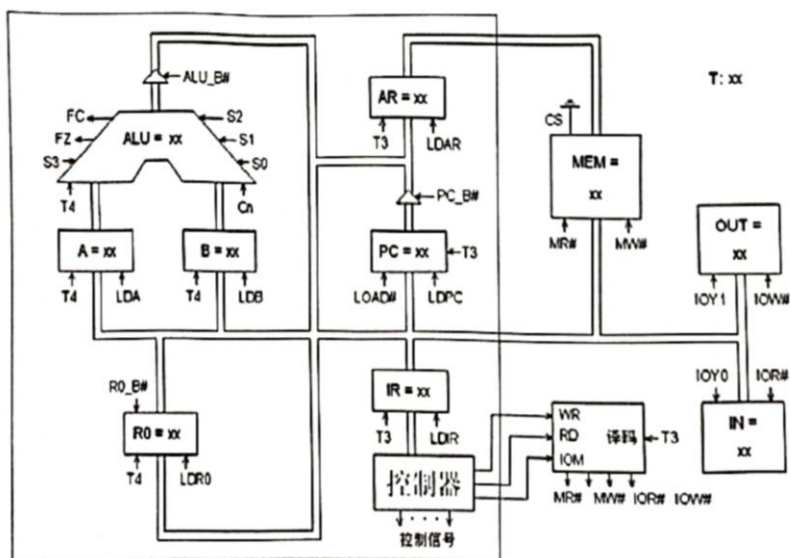 ALU_B#
FC
S2
FZ
ALU = xx
S1
S3
S0
T4
Cn
AR = xx
T3
LDAR
T: xx
CS
MEM =
xx
MR#
MW#
PC_B#
A = xx
T4
LDA
B = xx
T4
LDB
PC = xx
T3
LOAD#
LDPC
OUT =
xx
IOY1
IOW#
R0_B#
R0 = xx
T4
LDR0
IR = xx
T3
LDIR
控制器
控制信号
WR
RD
译码
T3
IOM
MR#
MW#
IOR#
IOW#
IOY0
IOR#
IN =
xx